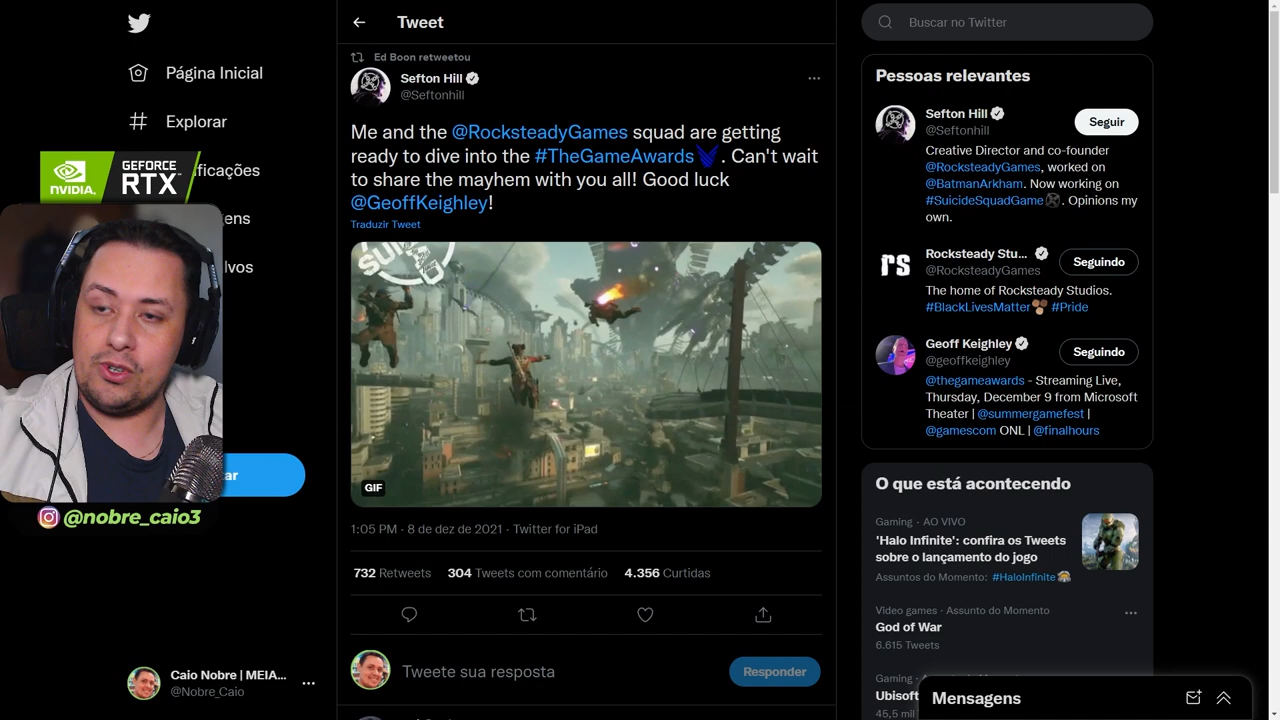 Página Inicial
Explorar
ificações
ens
lvos
NVIDIA.
GEFORCE
RTX
ar
@nobre_caio3
Caio Nobre | MEIA...
@Nobre_Caio
Tweet
Ed Boon retweetou
Sefton Hill
@Seftonhill
Me and the @RocksteadyGames squad are getting
ready to dive into the #TheGameAwards. Can't wait
to share the mayhem with you all! Good luck
@GeoffKeighley!
Traduzir Tweet
GIF
1:05 PM · 8 de dez de 2021 · Twitter for iPad
732 Retweets 304 Tweets com comentário 4.356 Curtidas
Tweete sua resposta
Responder
Buscar no Twitter
Pessoas relevantes
Sefton Hill
@Seftonhill
Seguir
Creative Director and co-founder
@RocksteadyGames, worked on
@BatmanArkham. Now working on
#SuicideSquadGame. Opinions my
own.
rs
Rocksteady Stu...
@RocksteadyGames
Seguindo
The home of Rocksteady Studios.
#BlackLivesMatter #Pride
Geoff Keighley
@geoffkeighley
Seguindo
@thegameawards - Streaming Live,
Thursday, December 9 from Microsoft
Theater | @summergamefest |
@gamescom ONL | @finalhours
O que está acontecendo
Gaming · AO VIVO
'Halo Infinite': confira os Tweets
sobre o lançamento do jogo
Assuntos do Momento: #HaloInfinite
Video games · Assunto do Momento
God of War
6.615 Tweets
Gaming ·
Ubisoft
45,5 mil
Mensagens